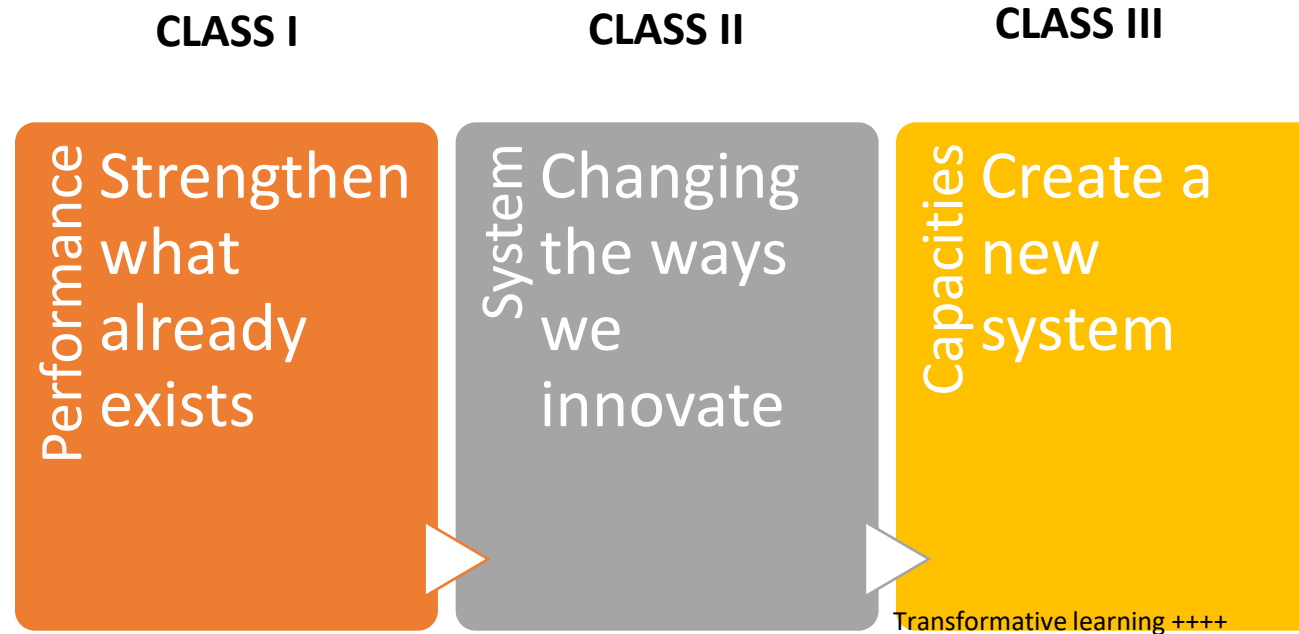 CLASS I
CLASS II
CLASS III
Performance
Strengthen
what
already
exists
System
Changing
the ways
we
innovate
Capacities
Create a
new
system
Transformative learning ++++